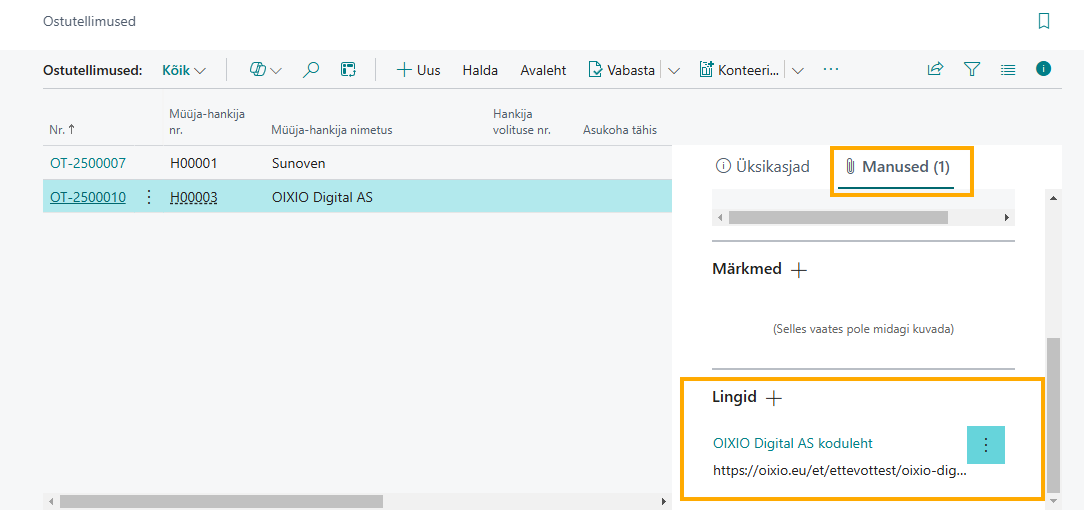 Ostutellimused
Ostutellimused: Kõik Uus Halda Avaleht Vabasta Konteeri...
Nr. ↑ Müüja-hankija nr. Müüja-hankija nimetus Hankija volituse nr. Asukoha tähis
OT-2500007 H00001 Sunoven
OT-2500010 H00003 OIXIO Digital AS
Üksikasjad Manused (1)
Märkmed
(Selles vaates pole midagi kuvada)
Lingid
OIXIO Digital AS koduleht
https://oixio.eu/et/ettevottest/oixio-dig...